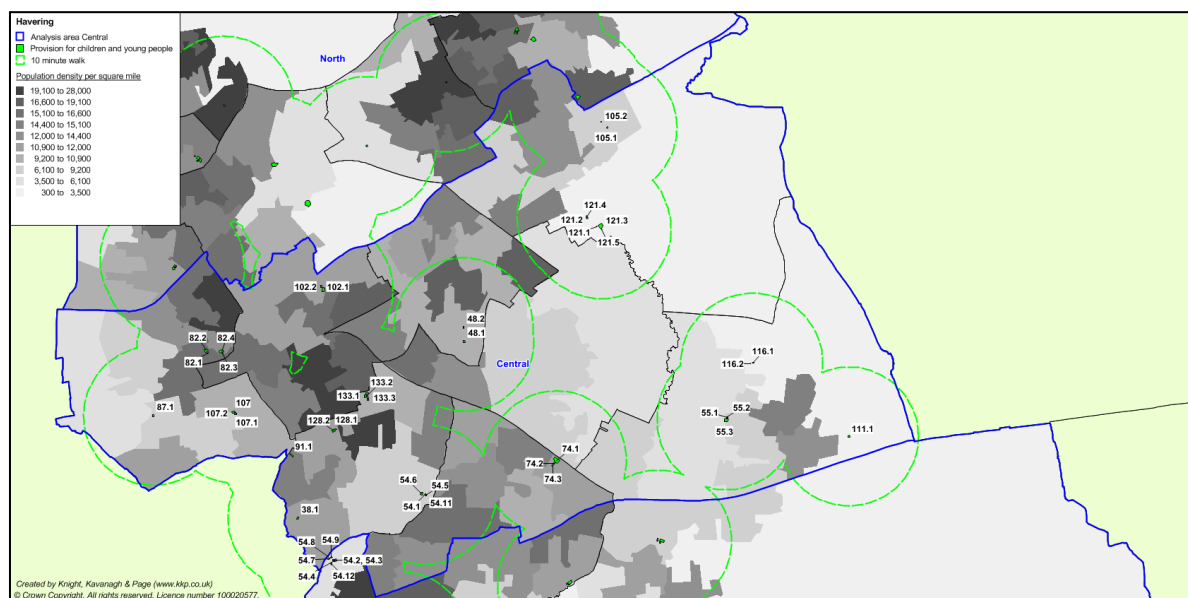 Havering
Analysis area Central
Provision for children and young people
10 minute walk
Population density per square mile
19,100 to 28,000
16,600 to 19,100
15,100 to 16,600
14,400 to 15,100
12,000 to 14,400
10,900 to 12,000
9,200 to 10,900
6,100 to 9,200
3,500 to 6,100
300 to 3,500
North
105.2
105.1
121.4
121.2
121.3
121.1
121.5
102.2
102.1
48.2
48.1
82.2
82.4
82.1
82.3
Central
116.1
116.2
133.2
133.1
133.3
87.1
107
107.2
107.1
128.2
128.1
55.2
55.1
55.3
111.1
91.1
74.1
74.2
74.3
54.6
54.5
54.1
54.11
38.1
54.9
54.8
54.7
54.2, 54.3
54.4
54.12
Created by Knight, Kavanagh & Page (www.kkp.co.uk)
© Crown Copyright. All rights reserved. Licence number 100020577.